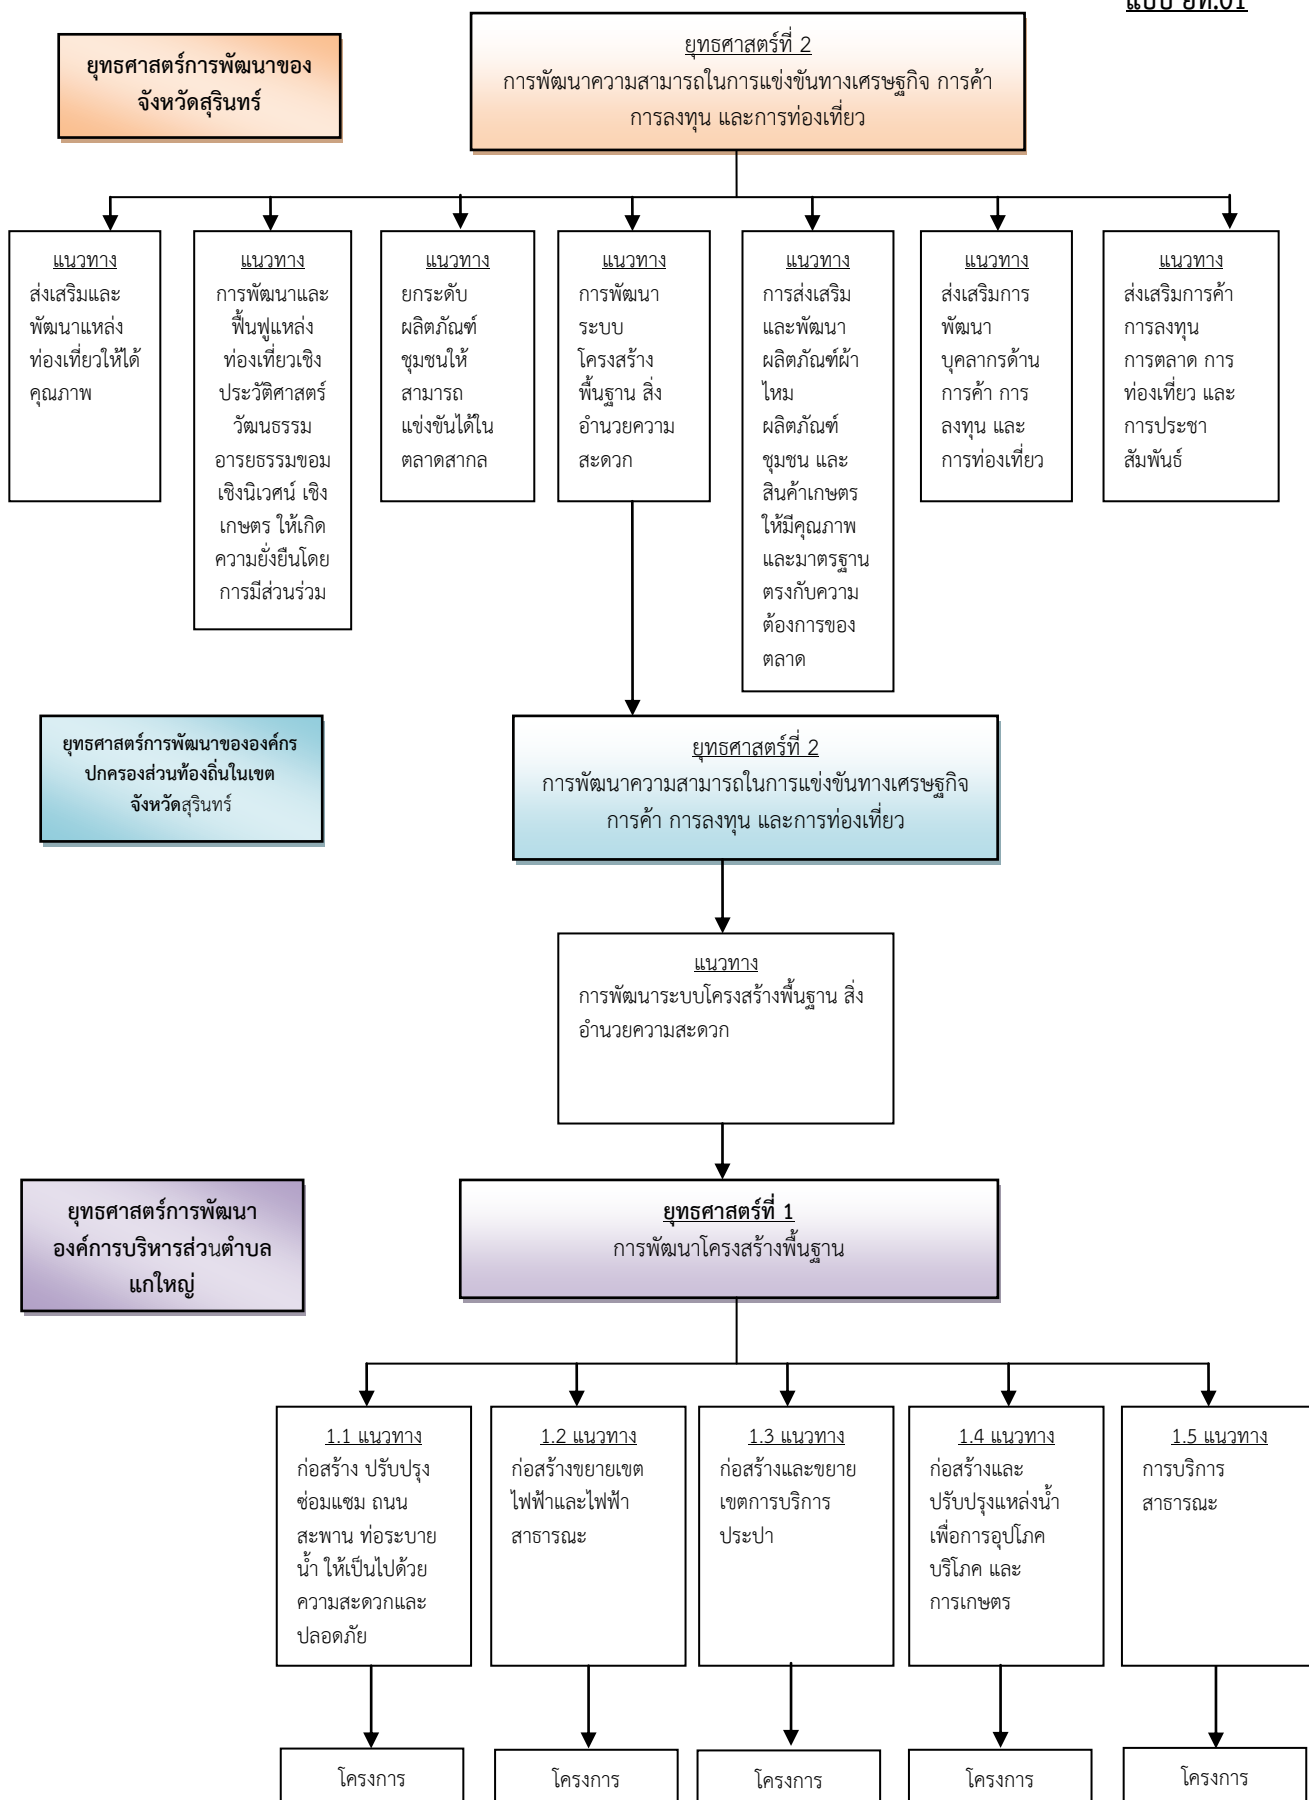 แบบ ยท.01
ยุทธศาสตร์การพัฒนาของ
จังหวัดสุรินทร์
ยุทธศาสตร์ที่ 2
การพัฒนาความสามารถในการแข่งขันทางเศรษฐกิจ การค้า
การลงทุน และการท่องเที่ยว
แนวทาง
ส่งเสริมและ
พัฒนาแหล่ง
ท่องเที่ยวให้ได้
คุณภาพ
แนวทาง
การพัฒนาและ
ฟื้นฟูแหล่ง
ท่องเที่ยวเชิง
ประวัติศาสตร์
วัฒนธรรม
อารยธรรมขอม
เชิงนิเวศน์ เชิง
เกษตร ให้เกิด
ความยั่งยืนโดย
การมีส่วนร่วม
แนวทาง
ยกระดับ
ผลิตภัณฑ์
ชุมชนให้
สามารถ
แข่งขันได้ใน
ตลาดสากล
แนวทาง
การพัฒนา
ระบบ
โครงสร้าง
พื้นฐาน สิ่ง
อำนวยความ
สะดวก
แนวทาง
การส่งเสริม
และพัฒนา
ผลิตภัณฑ์ผ้า
ไหม
ผลิตภัณฑ์
ชุมชน และ
สินค้าเกษตร
ให้มีคุณภาพ
และมาตรฐาน
ตรงกับความ
ต้องการของ
ตลาด
แนวทาง
ส่งเสริมการ
พัฒนา
บุคลากรด้าน
การค้า การ
ลงทุน และ
การท่องเที่ยว
แนวทาง
ส่งเสริมการค้า
การลงทุน
การตลาด การ
ท่องเที่ยว และ
การประชา
สัมพันธ์
ยุทธศาสตร์การพัฒนาขององค์กร
ปกครองส่วนท้องถิ่นในเขต
จังหวัดสุรินทร์
ยุทธศาสตร์ที่ 2
การพัฒนาความสามารถในการแข่งขันทางเศรษฐกิจ
การค้า การลงทุน และการท่องเที่ยว
แนวทาง
การพัฒนาระบบโครงสร้างพื้นฐาน สิ่ง
อำนวยความสะดวก
ยุทธศาสตร์การพัฒนา
องค์การบริหารส่วนตำบล
แกใหญ่
ยุทธศาสตร์ที่ 1
การพัฒนาโครงสร้างพื้นฐาน
1.1 แนวทาง
ก่อสร้าง ปรับปรุง
ซ่อมแซม ถนน
สะพาน ท่อระบาย
น้ำ ให้เป็นไปด้วย
ความสะดวกและ
ปลอดภัย
1.2 แนวทาง
ก่อสร้างขยายเขต
ไฟฟ้าและไฟฟ้า
สาธารณะ
1.3 แนวทาง
ก่อสร้างและขยาย
เขตการบริการ
ประปา
1.4 แนวทาง
ก่อสร้างและ
ปรับปรุงแหล่งน้ำ
เพื่อการอุปโภค
บริโภค และ
การเกษตร
1.5 แนวทาง
การบริการ
สาธารณะ
โครงการ
โครงการ
โครงการ
โครงการ
โครงการ